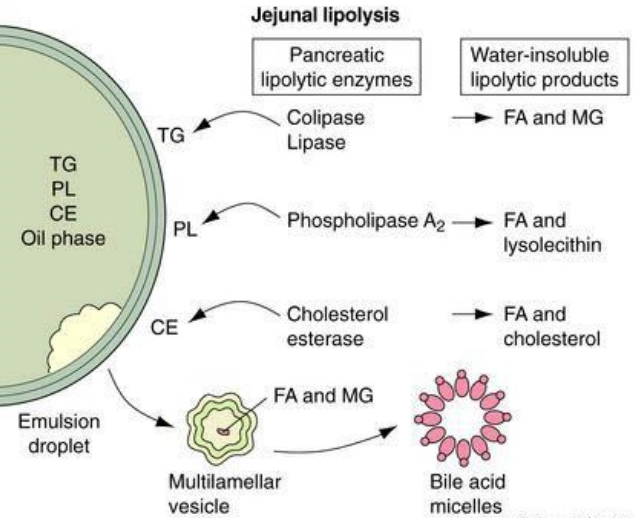 Jejunal lipolysis
Pancreatic
lipolytic enzymes
Water-insoluble
lipolytic products
TG
Colipase
Lipase
FA and MG
TG
PL
CE
Oil phase
PL
Phospholipase A₂
FA and
lysolecithin
CE
Cholesterol
esterase
FA and
cholesterol
Emulsion
droplet
FA and MG
Multilamellar
vesicle
Bile acid
micelles